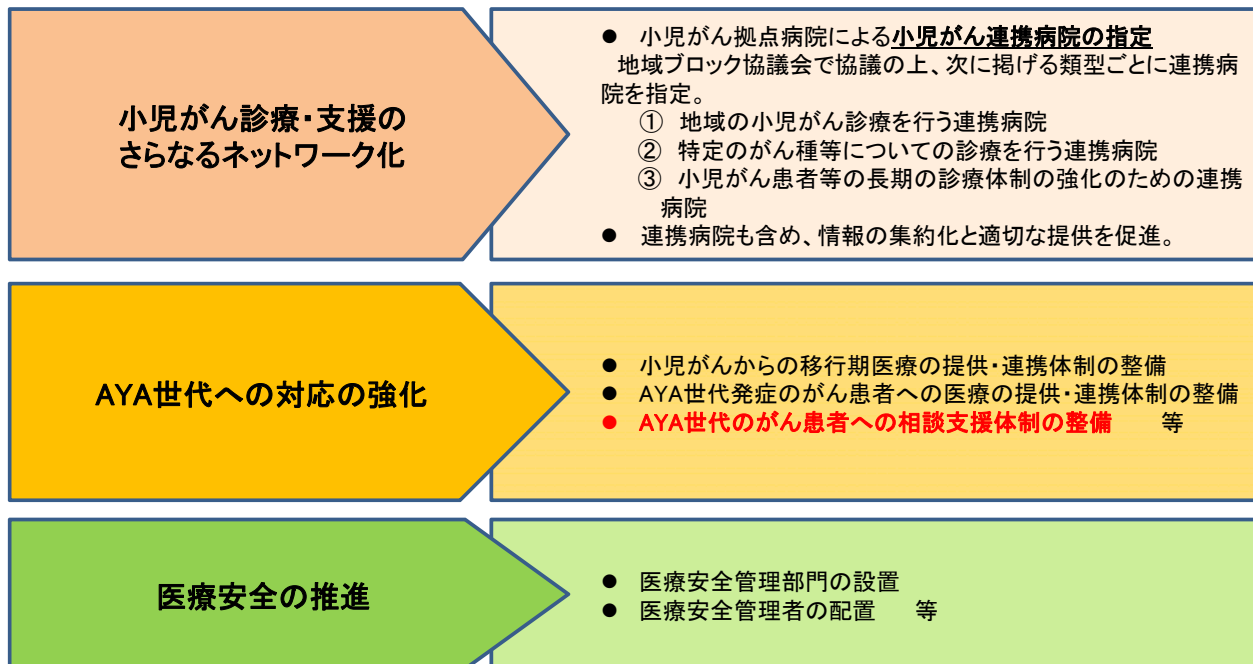 小児がん診療・支援の
さらなるネットワーク化
● 小児がん拠点病院による小児がん連携病院の指定
地域ブロック協議会で協議の上、次に掲げる類型ごとに連携病
院を指定。
① 地域の小児がん診療を行う連携病院
② 特定のがん種等についての診療を行う連携病院
③ 小児がん患者等の長期の診療体制の強化のための連携
病院
● 連携病院も含め、情報の集約化と適切な提供を促進。
AYA世代への対応の強化
● 小児がんからの移行期医療の提供・連携体制の整備
● AYA世代発症のがん患者への医療の提供・連携体制の整備
● AYA世代のがん患者への相談支援体制の整備 等
医療安全の推進
● 医療安全管理部門の設置
● 医療安全管理者の配置 等